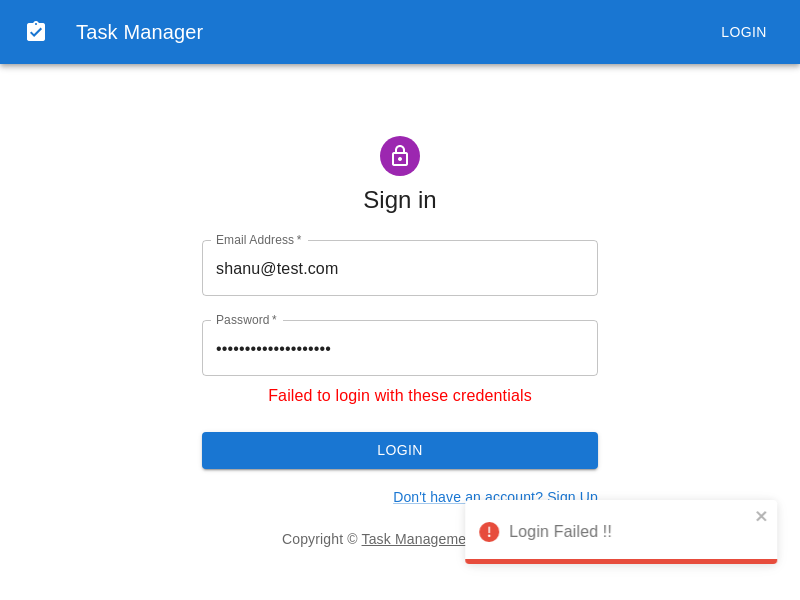 Task Manager
LOGIN
Sign in
Email Address *
shanu@test.com
Password *
••••••••••••••••••••
Failed to login with these credentials
LOGIN
Don't have an account? Sign Up
Copyright © Task Manageme
Login Failed !!